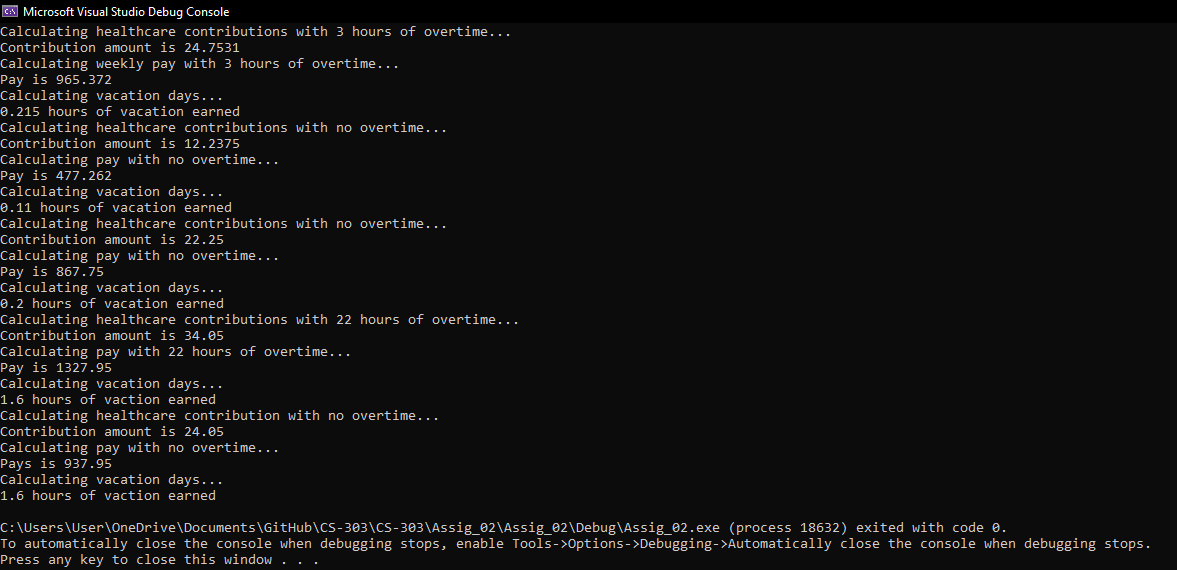 Microsoft Visual Studio Debug Console
Calculating healthcare contributions with 3 hours of overtime...
Contribution amount is 24.7531
Calculating weekly pay with 3 hours of overtime...
Pay is 965.372
Calculating vacation days...
0.215 hours of vacation earned
Calculating healthcare contributions with no overtime...
Contribution amount is 12.2375
Calculating pay with no overtime...
Pay is 477.262
Calculating vacation days...
0.11 hours of vacation earned
Calculating healthcare contributions with no overtime...
Contribution amount is 22.25
Calculating pay with no overtime...
Pay is 867.75
Calculating vacation days...
0.2 hours of vacation earned
Calculating healthcare contributions with 22 hours of overtime...
Contribution amount is 34.05
Calculating pay with 22 hours of overtime...
Pay is 1327.95
Calculating vacation days...
1.6 hours of vaction earned
Calculating healthcare contribution with no overtime...
Contribution amount is 24.05
Calculating pay with no overtime...
Pays is 937.95
Calculating vacation days...
1.6 hours of vaction earned
C:\Users\User\OneDrive\Documents\GitHub\CS-303\CS-303\Assig_02\Assig_02\Debug\Assig_02.exe (process 18632) exited with code 0.
To automatically close the console when debugging stops, enable Tools->Options->Debugging->Automatically close the console when debugging stops.
Press any key to close this window . . .